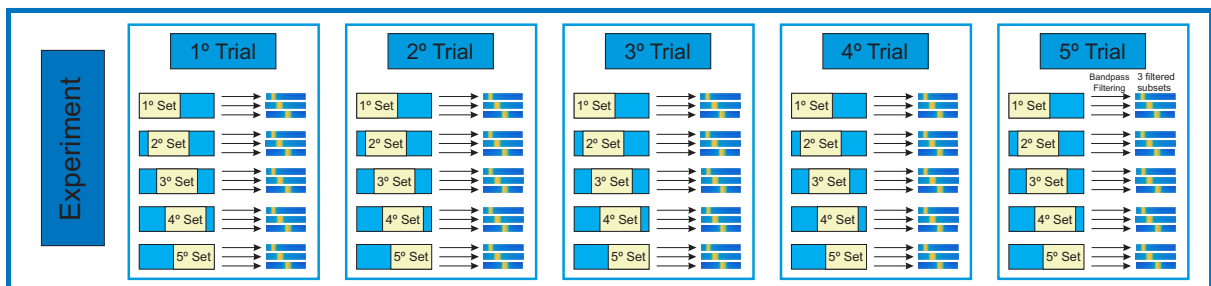 Experiment
1º Trial
1º Set
2º Set
3º Set
4º Set
5º Set
2º Trial
1º Set
2º Set
3º Set
4º Set
5º Set
3º Trial
1º Set
2º Set
3º Set
4º Set
5º Set
4º Trial
1º Set
2º Set
3º Set
4º Set
5º Set
5º Trial
Bandpass
Filtering
3 filtered
subsets
1º Set
2º Set
3º Set
4º Set
5º Set